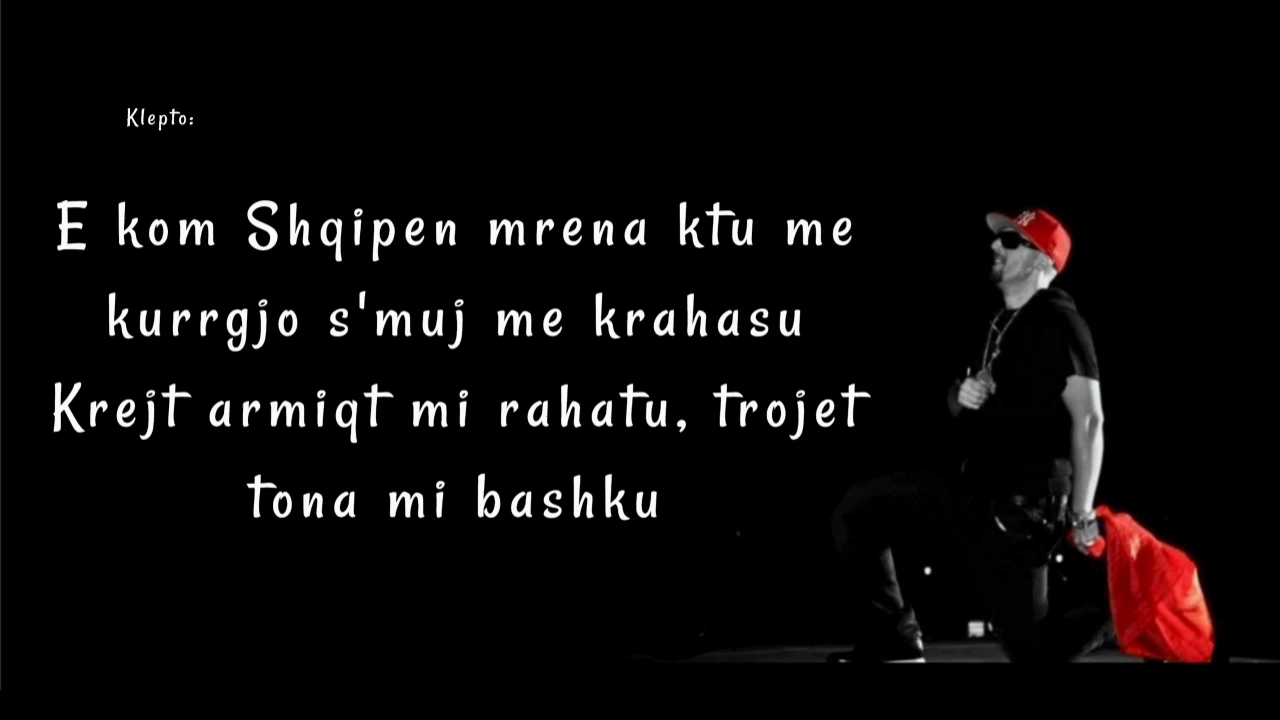 Klepto:
E kom Shqipen mrena ktu me
kurrgjo s'muj me krahasu
Krejt armiqt mi rahatu, trojet
tona mi bashku